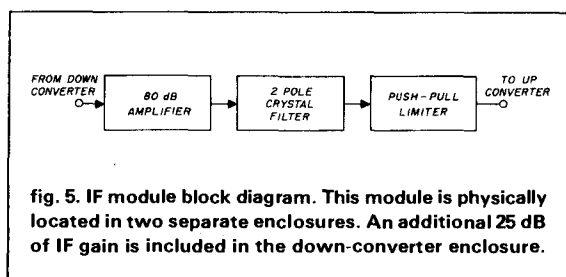 FROM DOWN
CONVERTER
80 dB
AMPLIFIER
2 POLE
CRYSTAL
FILTER
PUSH-PULL
LIMITER
TO UP
CONVERTER
fig. 5. IF module block diagram. This module is physically
located in two separate enclosures. An additional 25 dB
of IF gain is included in the down-converter enclosure.